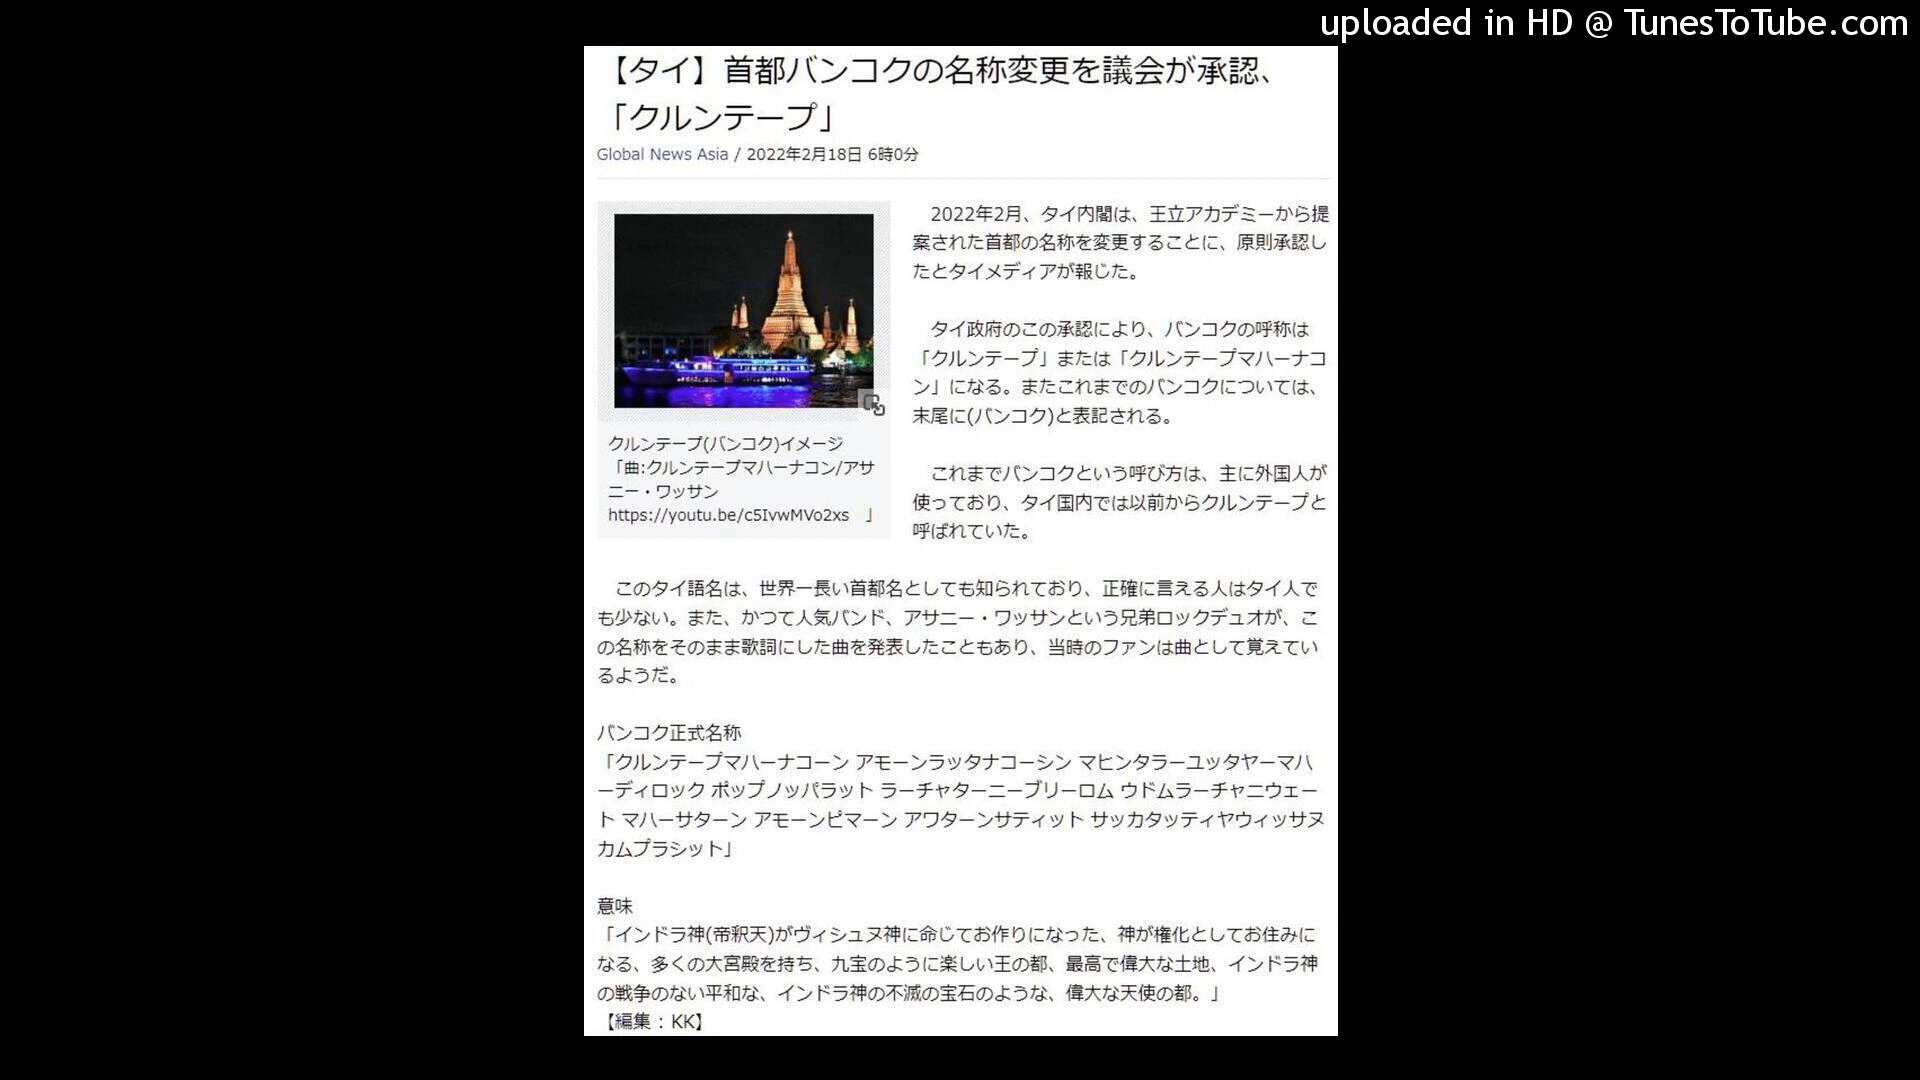 uploaded in HD @ TunesToTube.com
【タイ】首都バンコクの名称変更を議会が承認、
「クルンテープ」
Global News Asia / 2022年2月18日 6時0分
クルンテープ(バンコク)イメージ
「曲:クルンテープマハーナコン/アサ
ニー・ワッサン
https://youtu.be/c5IvwMVo2xs　」
2022年2月、タイ内閣は、王立アカデミーから提
案された首都の名称を変更することに、原則承認し
たとタイメディアが報じた。
タイ政府のこの承認により、バンコクの呼称は
「クルンテープ」または「クルンテープマハーナコ
ン」になる。またこれまでのバンコクについては、
末尾に(バンコク)と表記される。
これまでバンコクという呼び方は、主に外国人が
使っており、タイ国内では以前からクルンテープと
呼ばれていた。
このタイ語名は、世界一長い首都名としても知られており、正確に言える人はタイ人で
も少ない。また、かつて人気バンド、アサニー・ワッサンという兄弟ロックデュオが、こ
の名称をそのまま歌詞にした曲を発表したこともあり、当時のファンは曲として覚えてい
るようだ。
バンコク正式名称
「クルンテープマハーナコーン アモーンラッタナコーシン マヒンタラーユッタヤーマハ
ーディロック ポップノッパラット ラーチャターニーブリーロム ウドムラーチャニウェー
ト マハーサターン アモーンピマーン アワターンサティット サッカタッティヤウィッサヌ
カムプラシット」
意味
「インドラ神(帝釈天)がヴィシュヌ神に命じてお作りになった、神が権化としてお住みに
なる、多くの大宮殿を持ち、九宝のように楽しい王の都、最高で偉大な土地、インドラ神
の戦争のない平和な、インドラ神の不滅の宝石のような、偉大な天使の都。」
【編集 : KK】